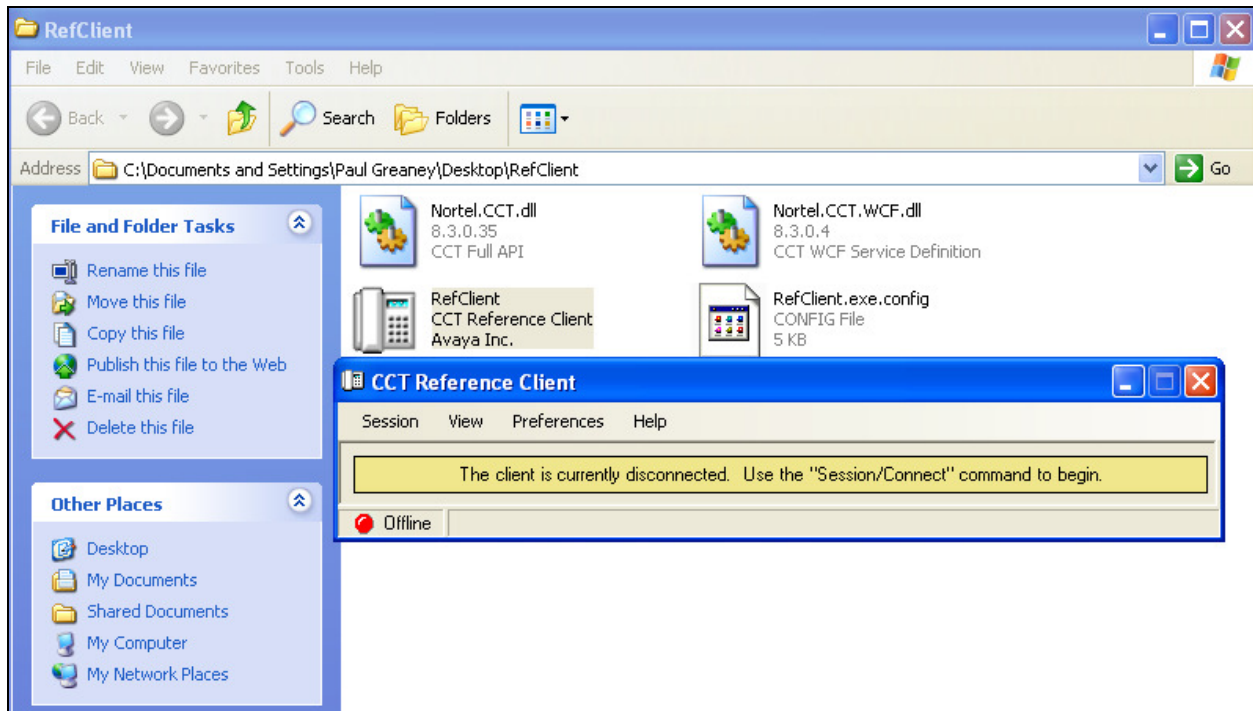 RefClient
File Edit View Favorites Tools Help
Back Search Folders
Address C:\Documents and Settings\Paul Greaney\Desktop\RefClient Go
File and Folder Tasks
Rename this file
Move this file
Copy this file
Publish this file to the Web
E-mail this file
Delete this file
Other Places
Desktop
My Documents
Shared Documents
My Computer
My Network Places
Nortel.CCT.dll
8.3.0.35
CCT Full API
Nortel.CCT.WCF.dll
8.3.0.4
CCT WCF Service Definition
RefClient
CCT Reference Client
Avaya Inc.
RefClient.exe.config
CONFIG File
5 KB
CCT Reference Client
Session View Preferences Help
The client is currently disconnected. Use the "Session/Connect" command to begin.
Offline